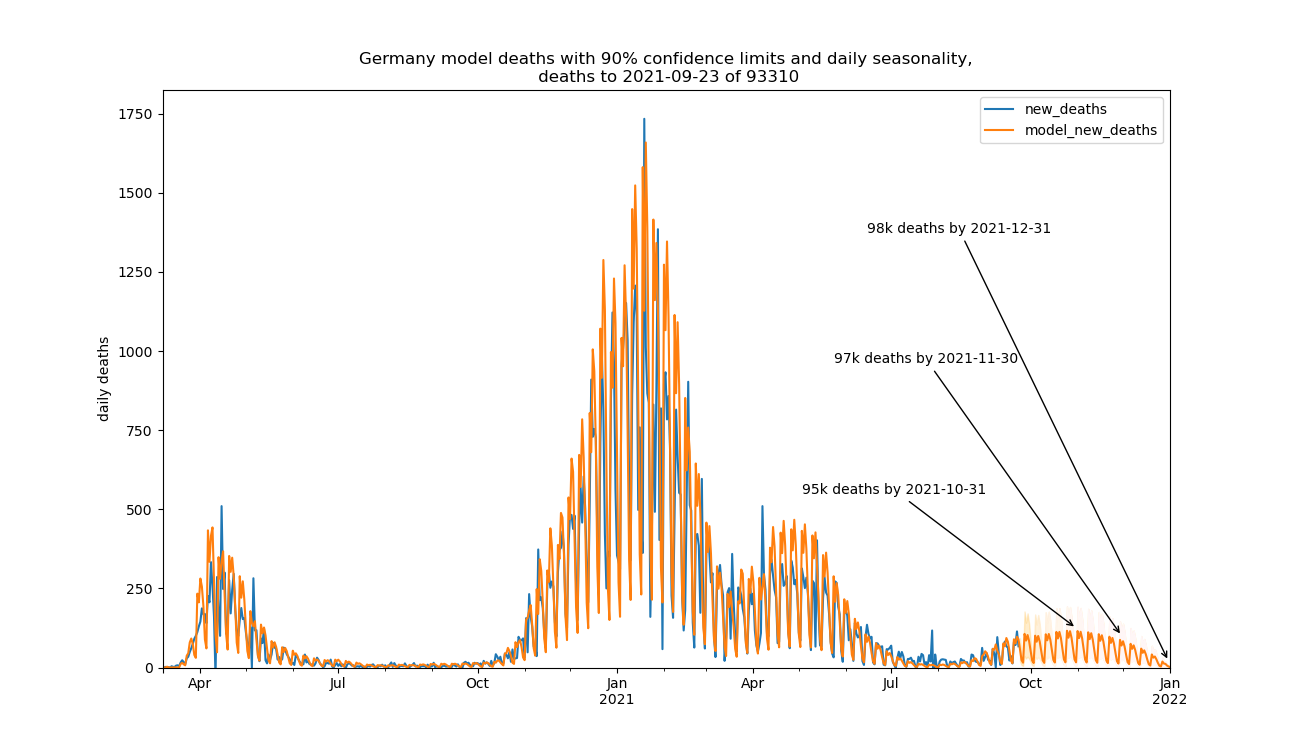 Germany model deaths with 90% confidence limits and daily seasonality,
deaths to 2021-09-23 of 93310
new_deaths
model_new_deaths
daily deaths
1750
1500
1250
1000
750
500
250
0
98k deaths by 2021-12-31
97k deaths by 2021-11-30
95k deaths by 2021-10-31
Apr
Jul
Oct
Jan
2021
Apr
Jul
Oct
Jan
2022